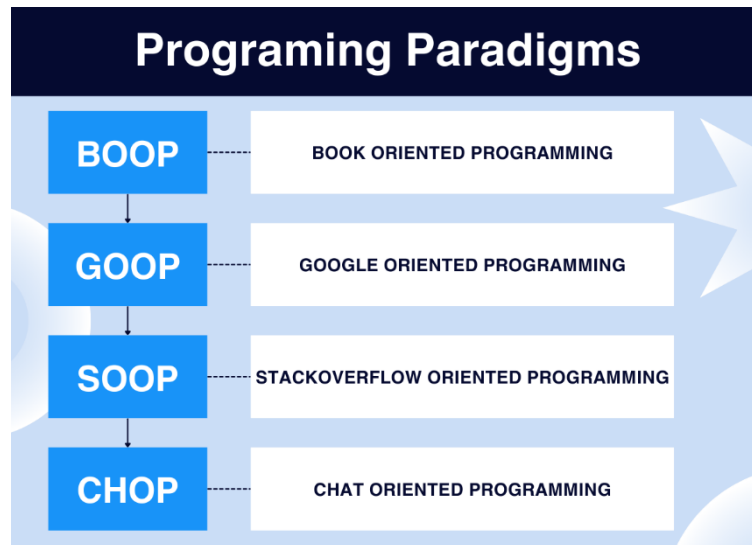 Programing Paradigms
BOOP
BOOK ORIENTED PROGRAMMING
GOOP
GOOGLE ORIENTED PROGRAMMING
SOOP
STACKOVERFLOW ORIENTED PROGRAMMING
CHOP
CHAT ORIENTED PROGRAMMING